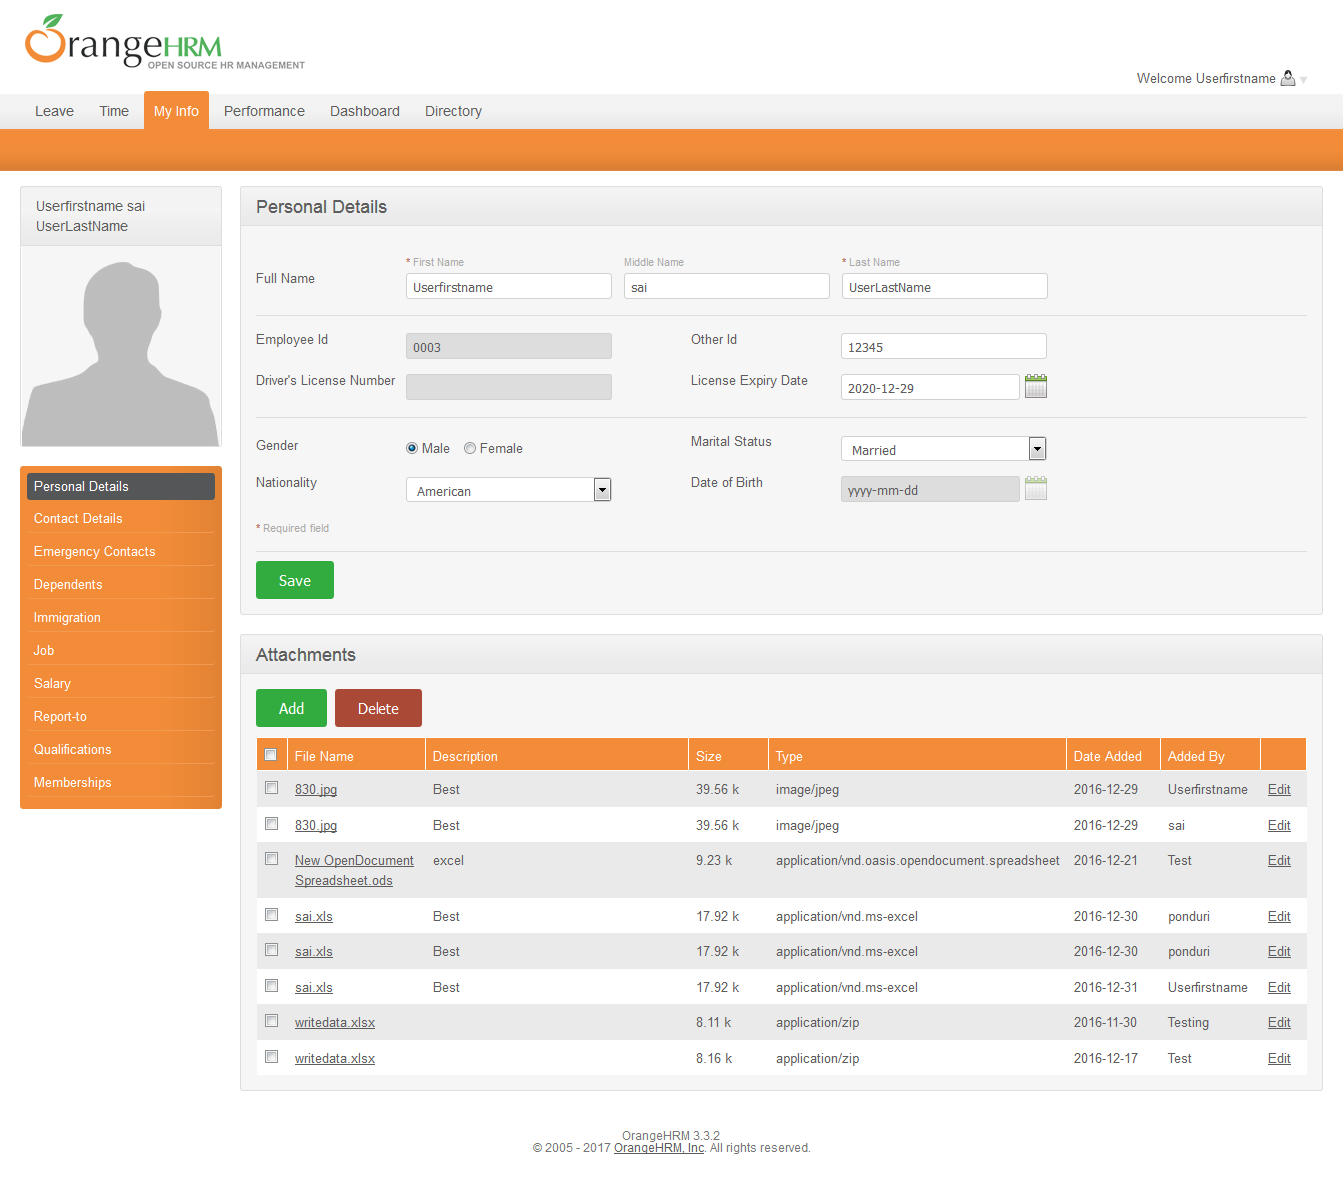 OrangeHRM
OPEN SOURCE HR MANAGEMENT
Welcome Userfirstname
Leave Time My Info Performance Dashboard Directory
Userfirstname sai
UserLastName
Personal Details
* First Name Middle Name * Last Name
Full Name Userfirstname sai UserLastName
Employee Id 0003 Other Id 12345
Driver's License Number License Expiry Date 2020-12-29
Gender Male Female Marital Status Married
Nationality American Date of Birth yyyy-mm-dd
* Required field
Save
Personal Details
Contact Details
Emergency Contacts
Dependents
Immigration
Job
Salary
Report-to
Qualifications
Memberships
Attachments
Add Delete
File Name Description Size Type Date Added Added By
830.jpg Best 39.56 k image/jpeg 2016-12-29 Userfirstname Edit
830.jpg Best 39.56 k image/jpeg 2016-12-29 sai Edit
New OpenDocument excel 9.23 k application/vnd.oasis.opendocument.spreadsheet 2016-12-21 Test Edit
Spreadsheet.ods
sai.xls Best 17.92 k application/vnd.ms-excel 2016-12-30 ponduri Edit
sai.xls Best 17.92 k application/vnd.ms-excel 2016-12-30 ponduri Edit
sai.xls Best 17.92 k application/vnd.ms-excel 2016-12-31 Userfirstname Edit
writedata.xlsx 8.11 k application/zip 2016-11-30 Testing Edit
writedata.xlsx 8.16 k application/zip 2016-12-17 Test Edit
OrangeHRM 3.3.2
© 2005 - 2017 OrangeHRM, Inc. All rights reserved.